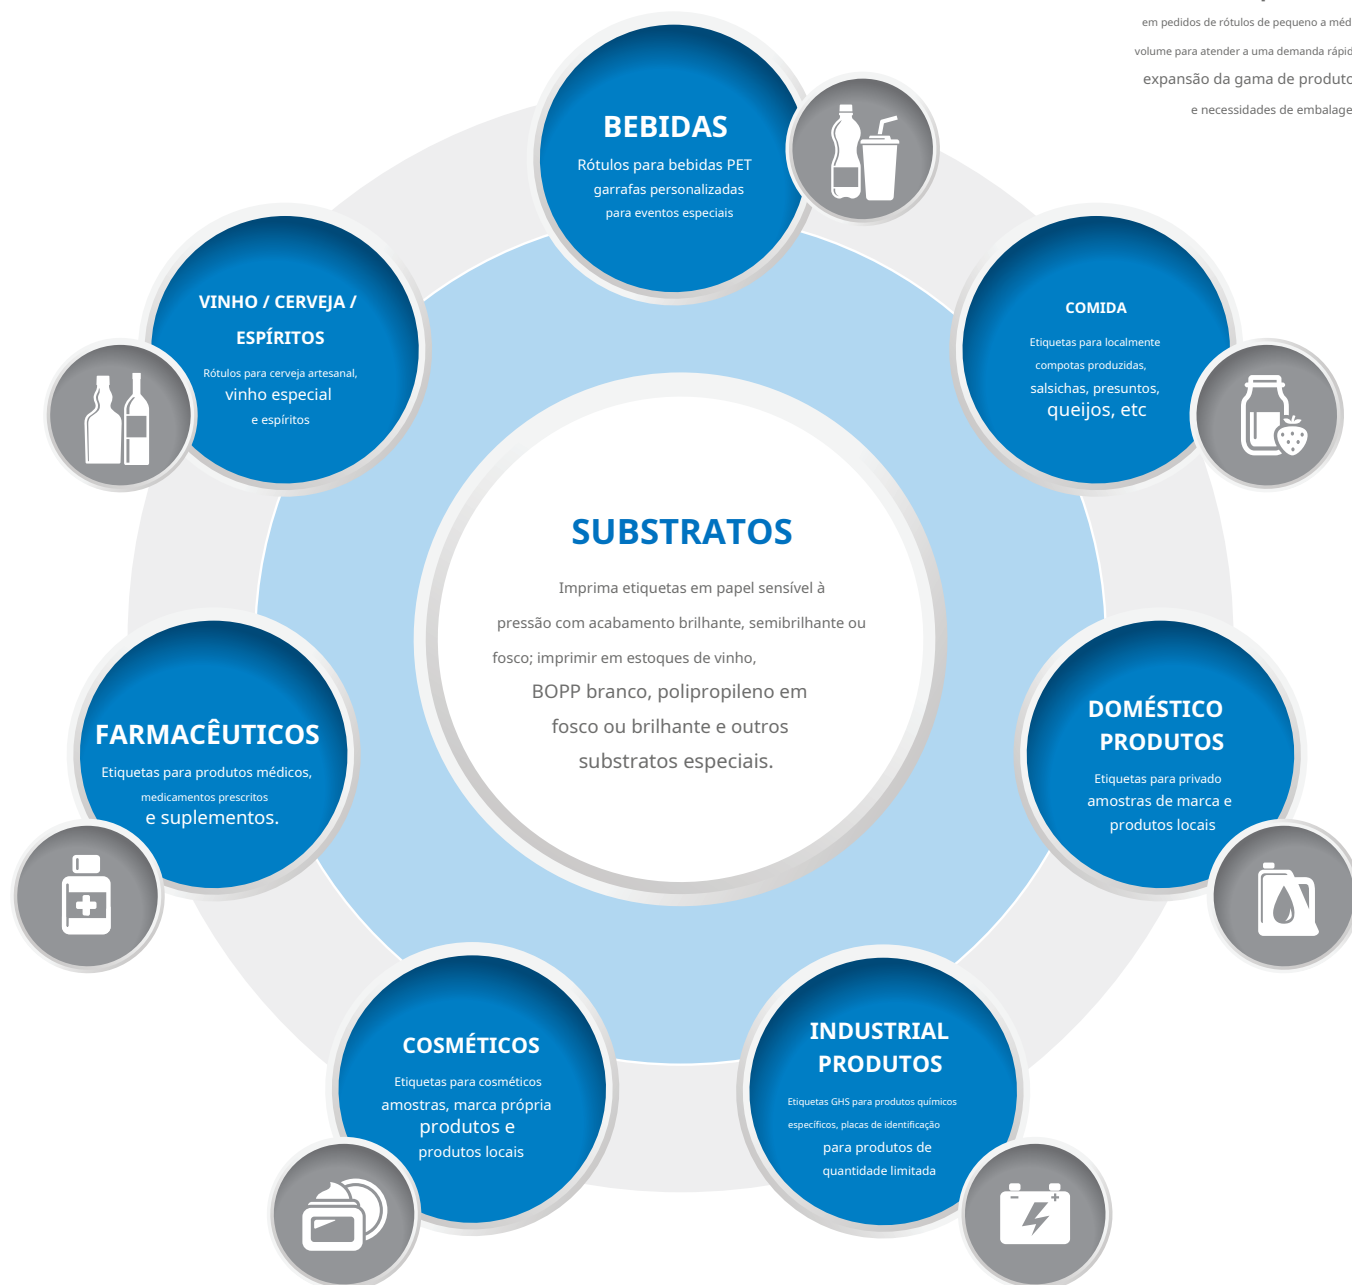 em pedidos de rótulos de pequeno a
volume para atender a uma demanda
expansão da gama de
e necessidades de
BEBIDAS
Rótulos para bebidas PET
garrafas personalizadas
para eventos especiais
VINHO / CERVEJA /
ESPÍRITOS
Rótulos para cerveja artesanal,
vinho especial
e espíritos
COMIDA
Etiquetas para localmente
compotas produzidas,
salsichas, presuntos,
queijos, etc
SUBSTRATOS
Imprima etiquetas em papel sensível à
pressão com acabamento brilhante, semibrilhante ou
fosco; imprimir em estoques de vinho,
BOPP branco, polipropileno em
fosco ou brilhante e outros
substratos especiais.
FARMACÊUTICOS
Etiquetas para produtos médicos,
medicamentos prescritos
e suplementos.
DOMÉSTICO
PRODUTOS
Etiquetas para privado
amostras de marca e
produtos locais
COSMÉTICOS
Etiquetas para cosméticos
amostras, marca própria
produtos e
produtos locais
INDUSTRIAL
PRODUTOS
Etiquetas GHS para produtos químicos
específicos, placas de identificação
para produtos de
quantidade limitada